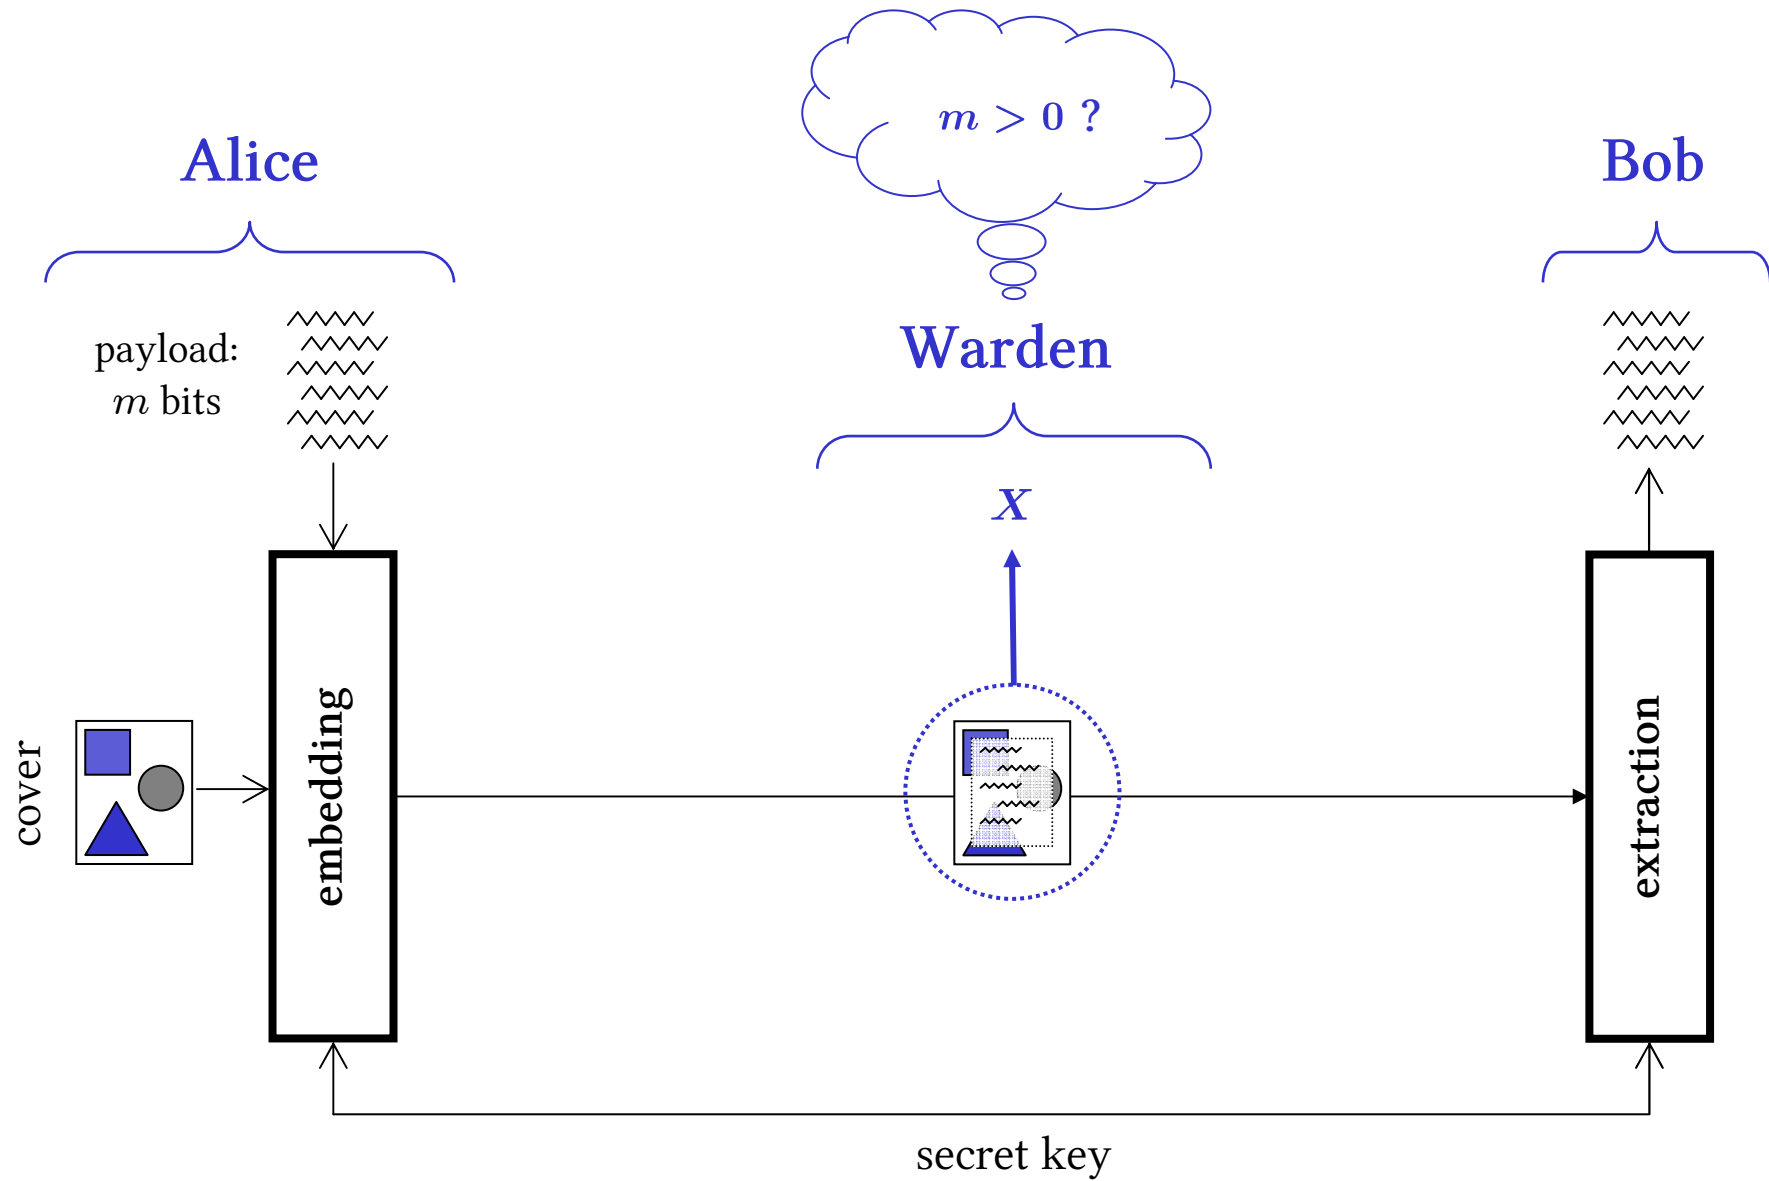 m > 0 ?
Alice
Bob
Warden
payload:
m bits
X
embedding
extraction
cover
secret key